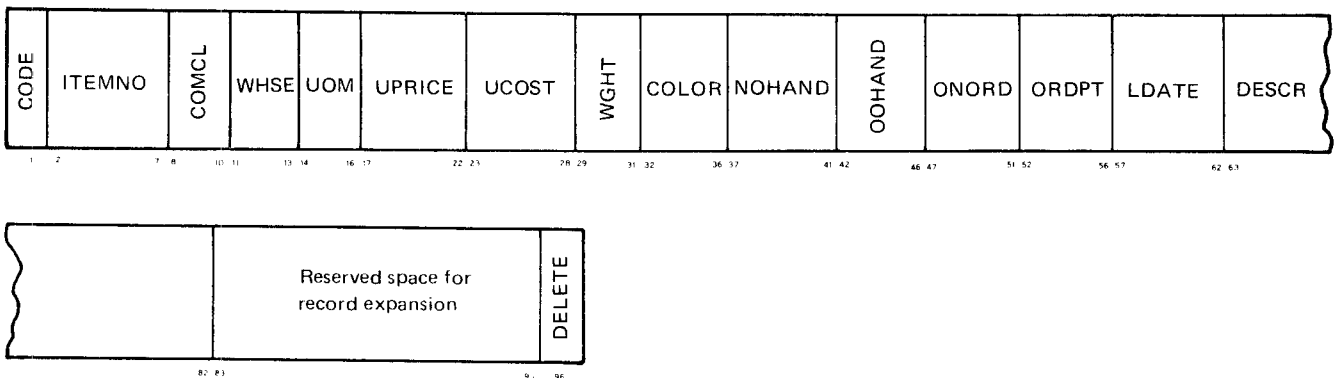 CODE ITEMNO COMCL WHSE UOM UPRICE UCOST WGHT COLOR NOHAND OOHAND ONORD ORDPT LDATE DESCR
1 2 7 8 10 11 13 14 16 17 22 23 28 29 31 32 36 37 41 42 46 47 51 52 56 57 62 63
Reserved space for
record expansion
DELETE
82 83 96